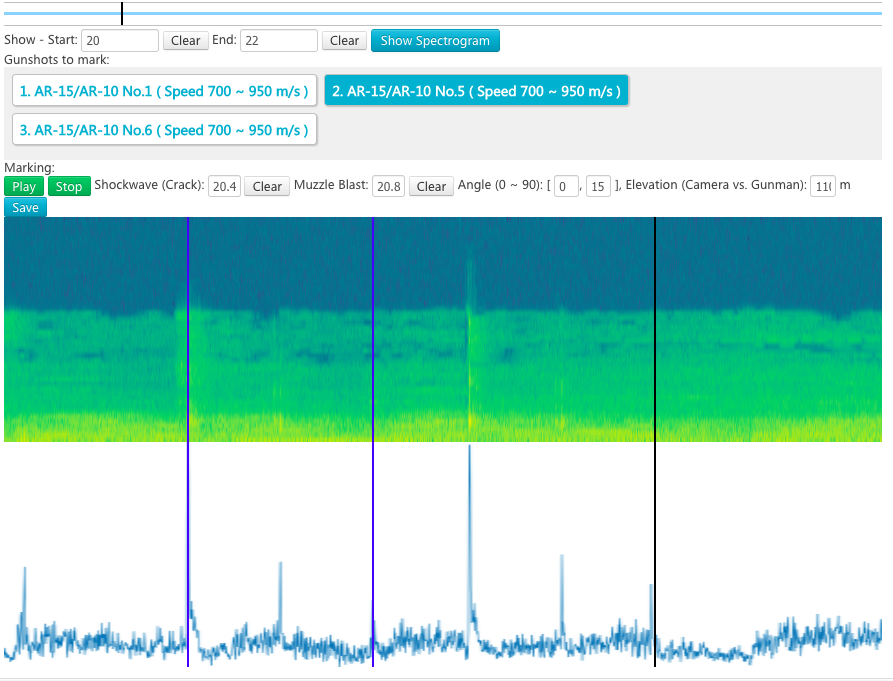 Show - Start: 20 Clear End: 22 Clear Show Spectrogram
Gunshots to mark:
1. AR-15/AR-10 No.1 ( Speed 700 ~ 950 m/s ) 2. AR-15/AR-10 No.5 ( Speed 700 ~ 950 m/s )
3. AR-15/AR-10 No.6 ( Speed 700 ~ 950 m/s )
Marking:
Play Stop Shockwave (Crack): 20.4 Clear Muzzle Blast: 20.8 Clear Angle (0 ~ 90): [ 0 , 15 ], Elevation (Camera vs. Gunman): m
Save